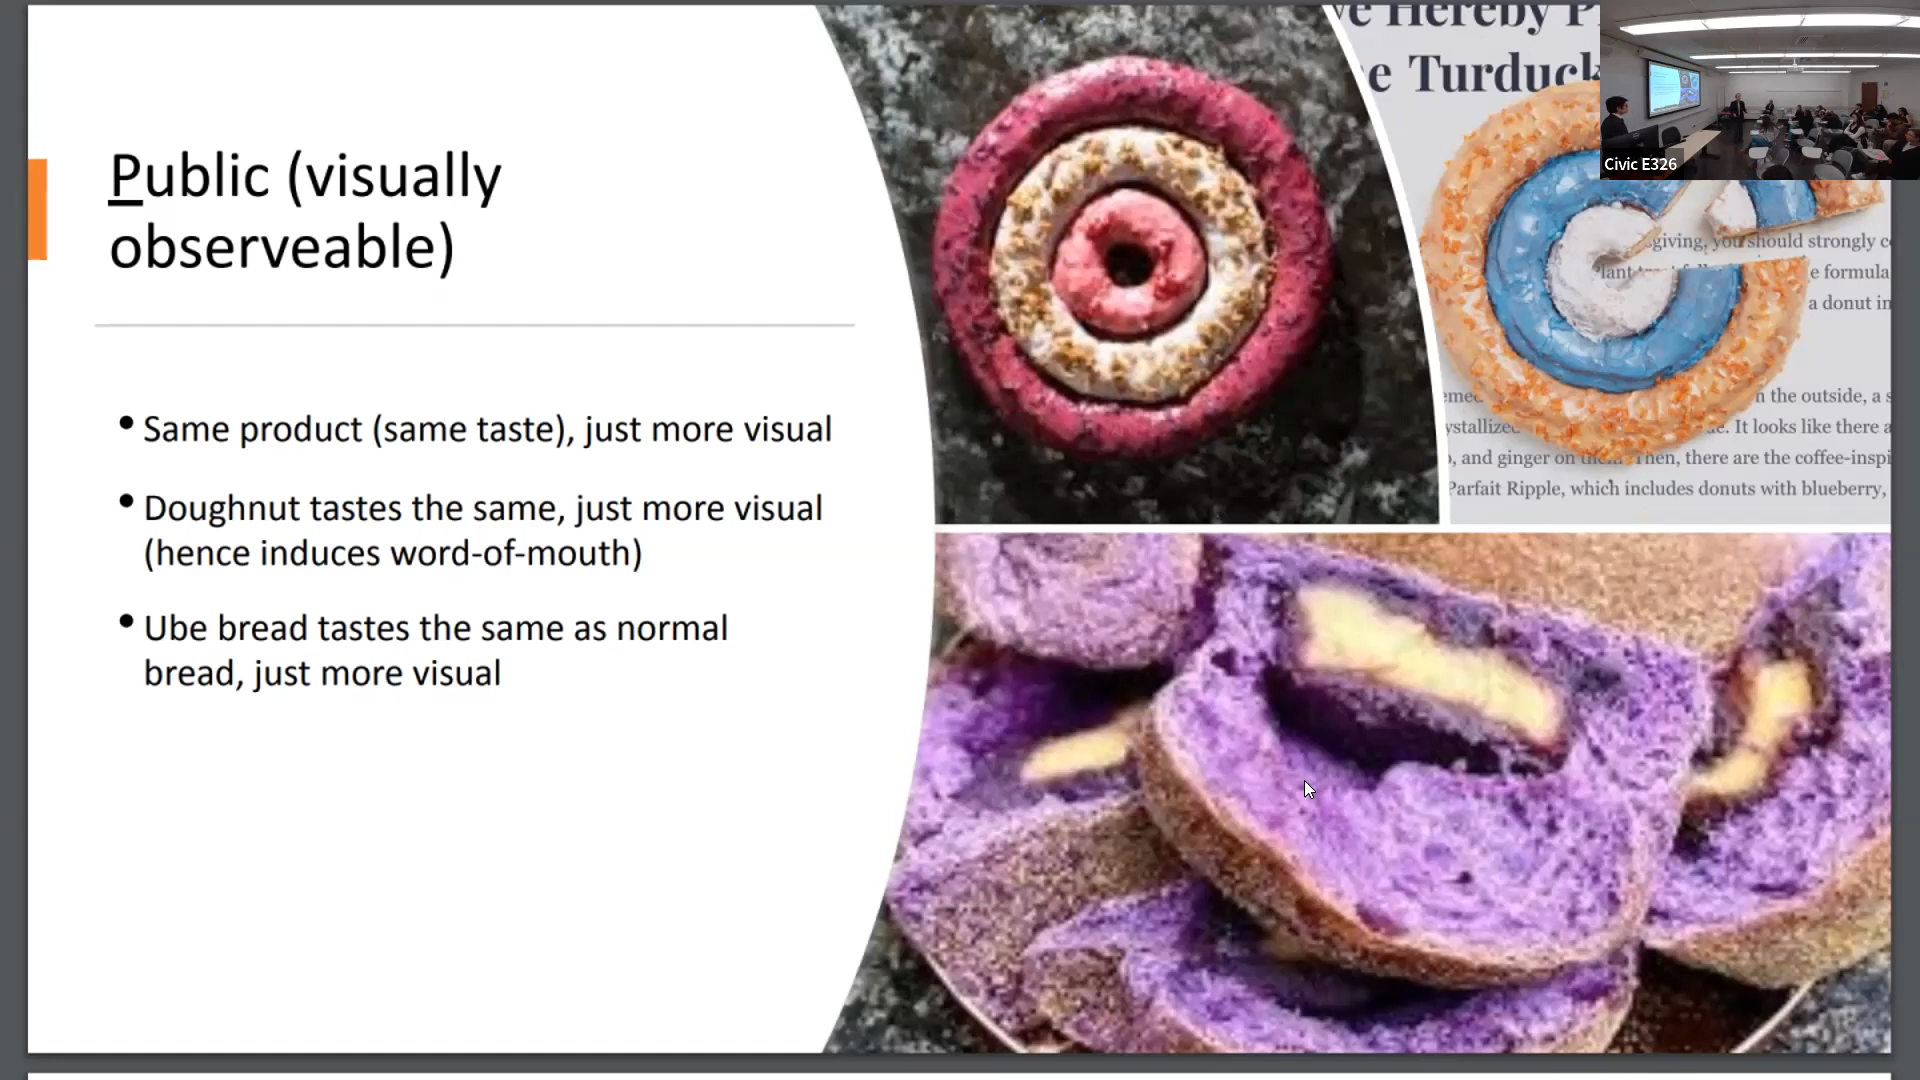 Public (visually
observeable)
• Same product (same taste), just more visual
• Doughnut tastes the same, just more visual
(hence induces word-of-mouth)
• Ube bread tastes the same as normal
bread, just more visual
e Hereby P
e Turduck
giving, you should strongly c
e formula
a donut in
n the outside, a s
ystallized
It looks like there a
, and ginger on them. Then, there are the coffee-inspi
Parfait Ripple, which includes donuts with blueberry,
Civic E326